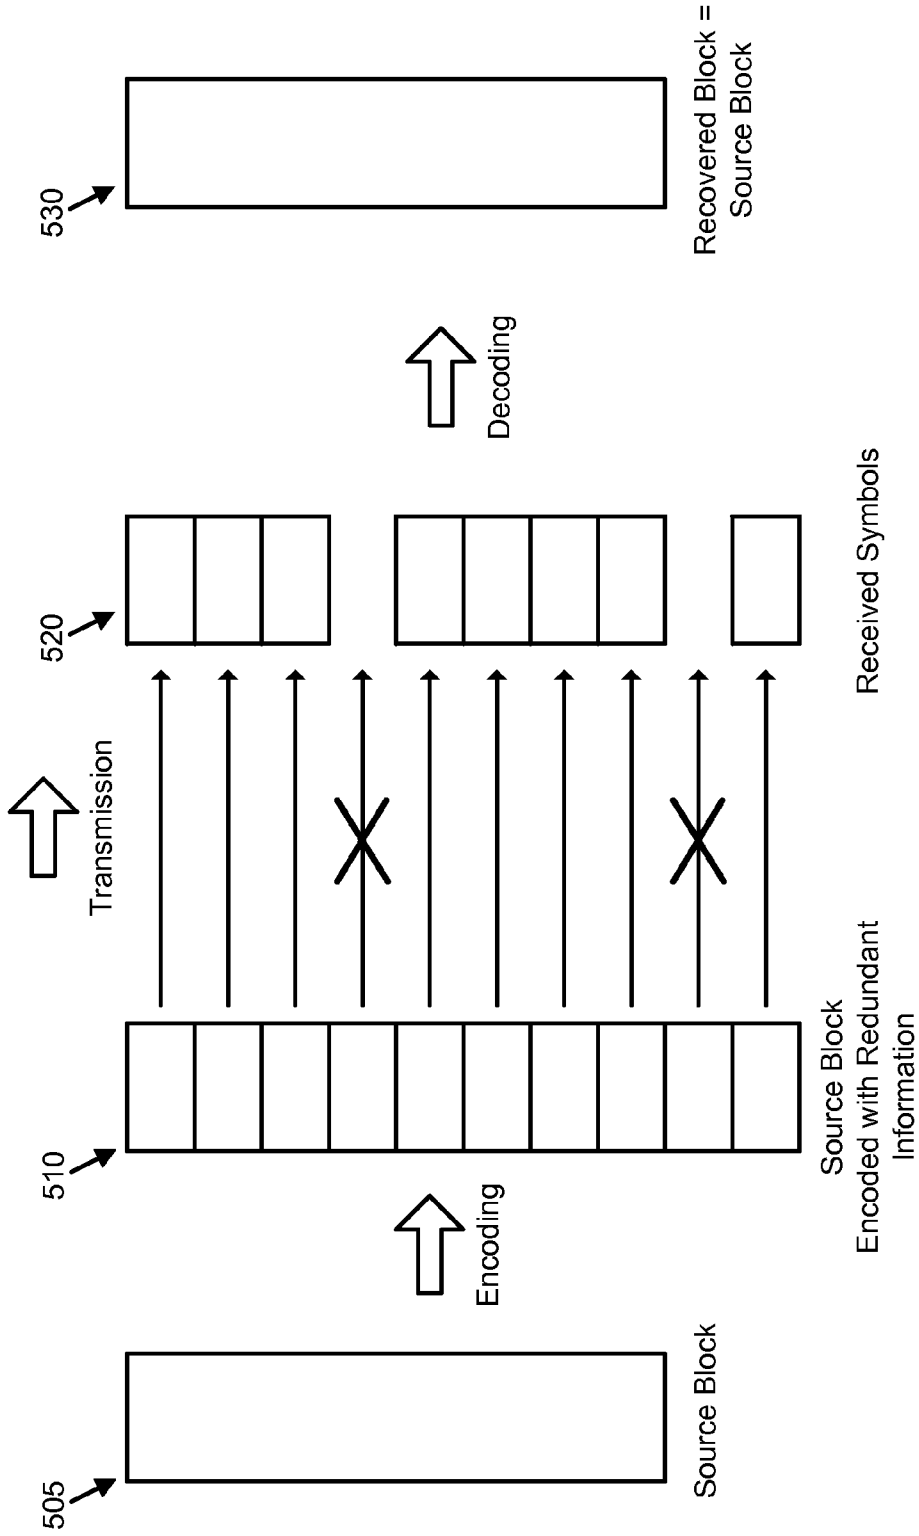 505
Source Block
Encoding
510
Source Block
Encoded with Redundant
Information
Transmission
520
Received Symbols
Decoding
530
Recovered Block =
Source Block